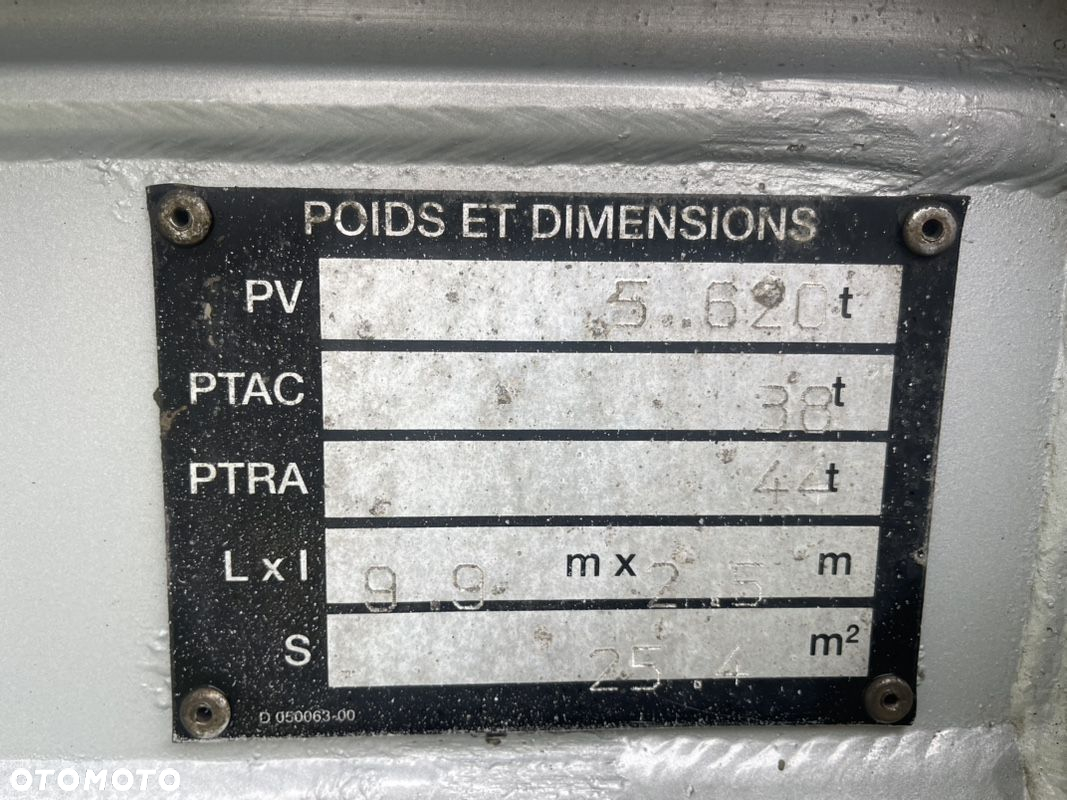 POIDS ET DIMENSIONS
PV 5..620 t
PTAC 38 t
PTRA 44 t
L x l 9.9 m x 2.5 m
S 25.4 m²
D 050063-00
OTOMOTO